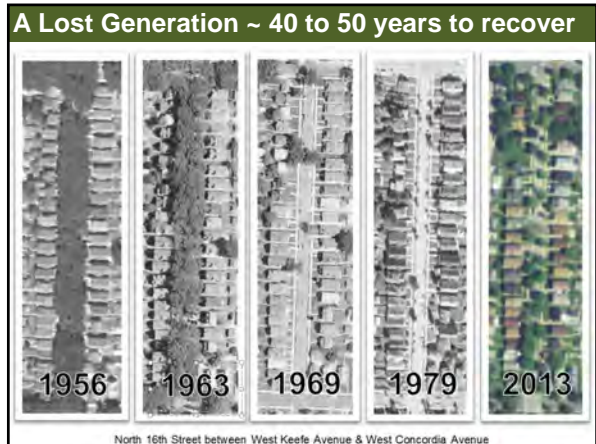 A Lost Generation ~ 40 to 50 years to recover
1956
1963
1969
1979
2013
North 16th Street between West Keefe Avenue & West Concordia Avenue